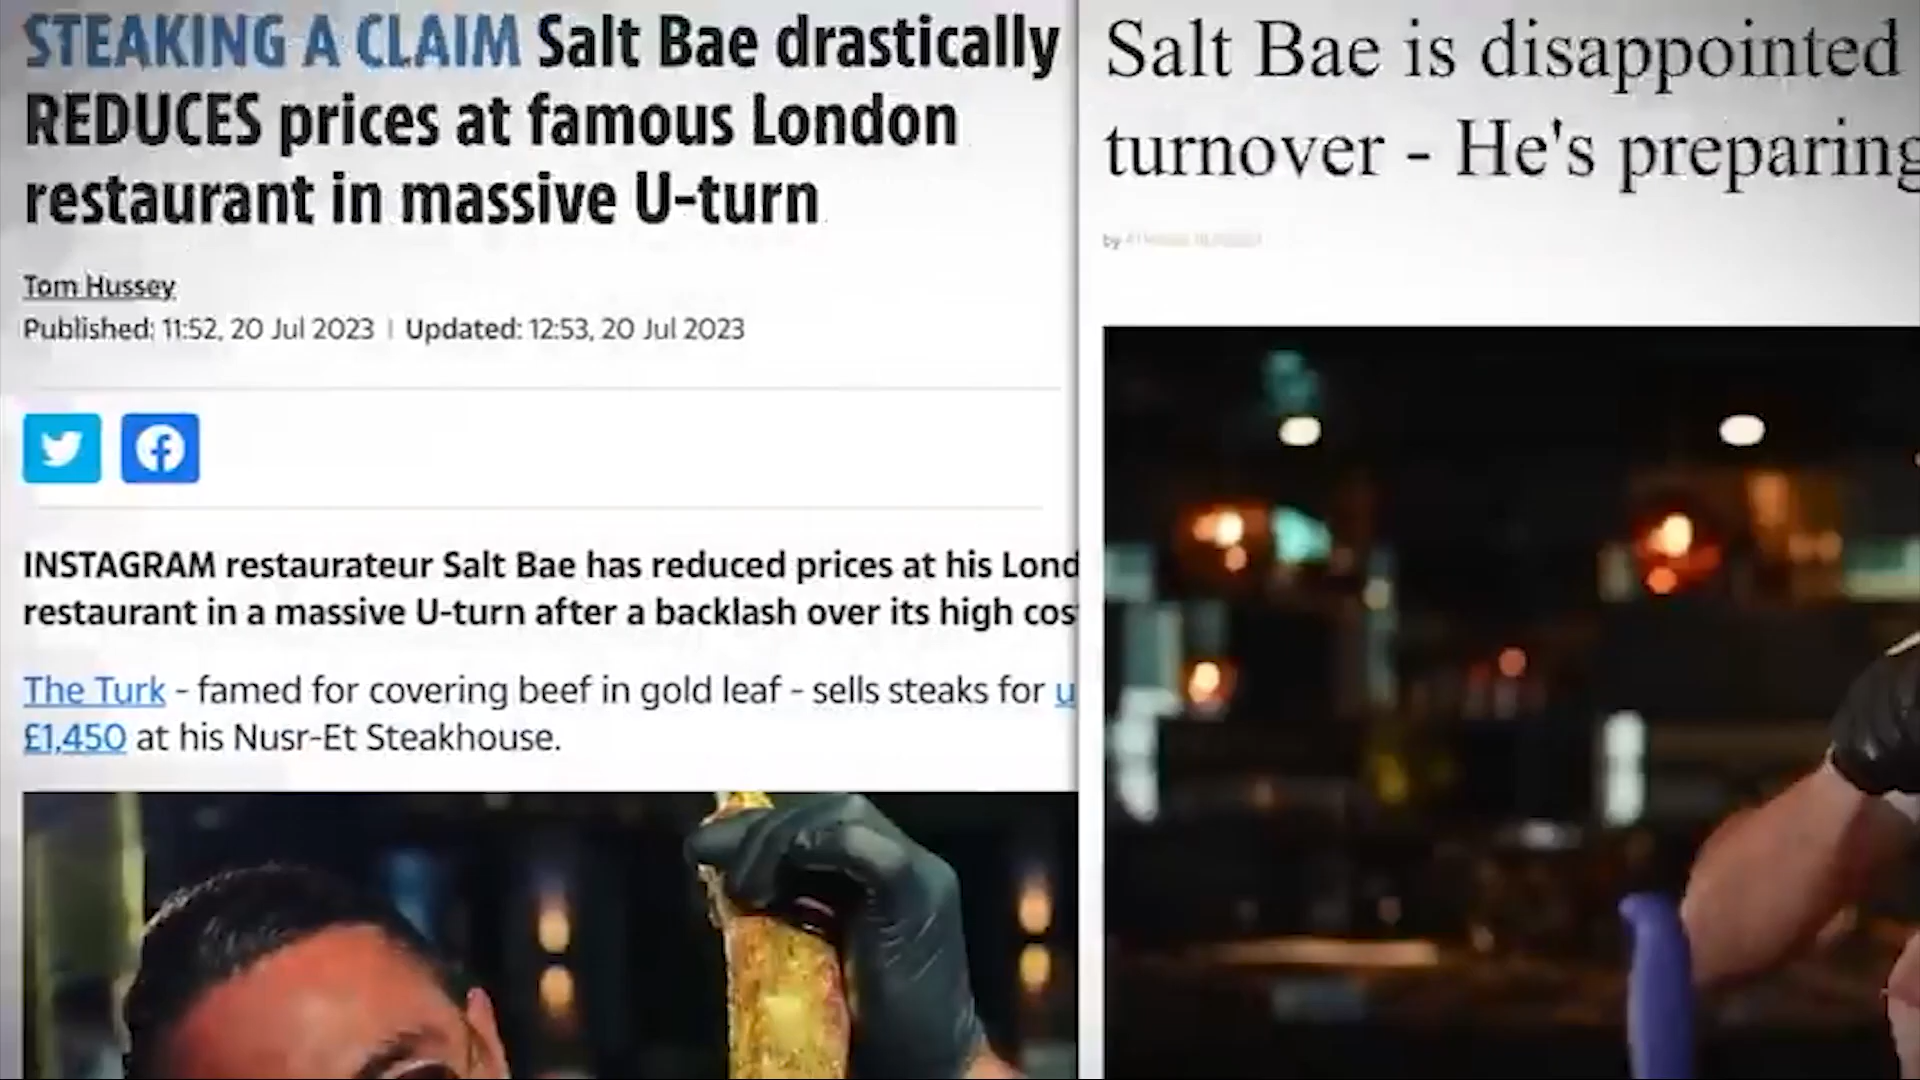 STEAKING A CLAIM Salt Bae drastically
REDUCES prices at famous London
restaurant in massive U-turn
Tom Hussey
Published: 11:52, 20 Jul 2023 | Updated: 12:53, 20 Jul 2023
INSTAGRAM restaurateur Salt Bae has reduced prices at his Lond
restaurant in a massive U-turn after a backlash over its high cos
The Turk - famed for covering beef in gold leaf - sells steaks for u
£1,450 at his Nusr-Et Steakhouse.
Salt Bae is disappointed
turnover - He's preparing
by